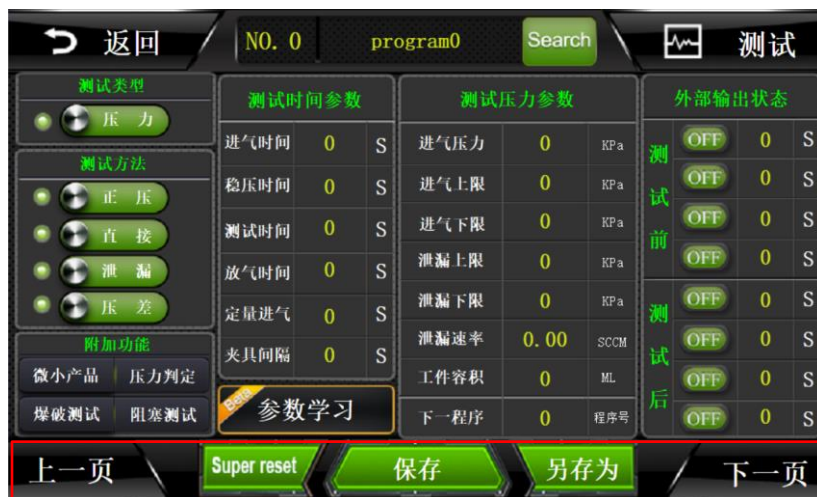 返回
NO. 0
program0
Search
测试
测试类型
压 力
测试方法
正 压
直 接
泄 漏
压 差
附加功能
微小产品 压力判定
爆破测试 阻塞测试
测试时间参数
进气时间 0 S
稳压时间 0 S
测试时间 0 S
放气时间 0 S
定量进气 0 S
夹具间隔 0 S
Beta
参数学习
测试压力参数
进气压力 0 KPa
进气上限 0 KPa
进气下限 0 KPa
泄漏上限 0 KPa
泄漏下限 0 KPa
泄漏速率 0.00 SCCM
工件容积 0 ML
下一程序 0 程序号
外部输出状态
测试前
OFF 0 S
OFF 0 S
OFF 0 S
OFF 0 S
测试后
OFF 0 S
OFF 0 S
OFF 0 S
OFF 0 S
上一页
Super reset
保存
另存为
下一页